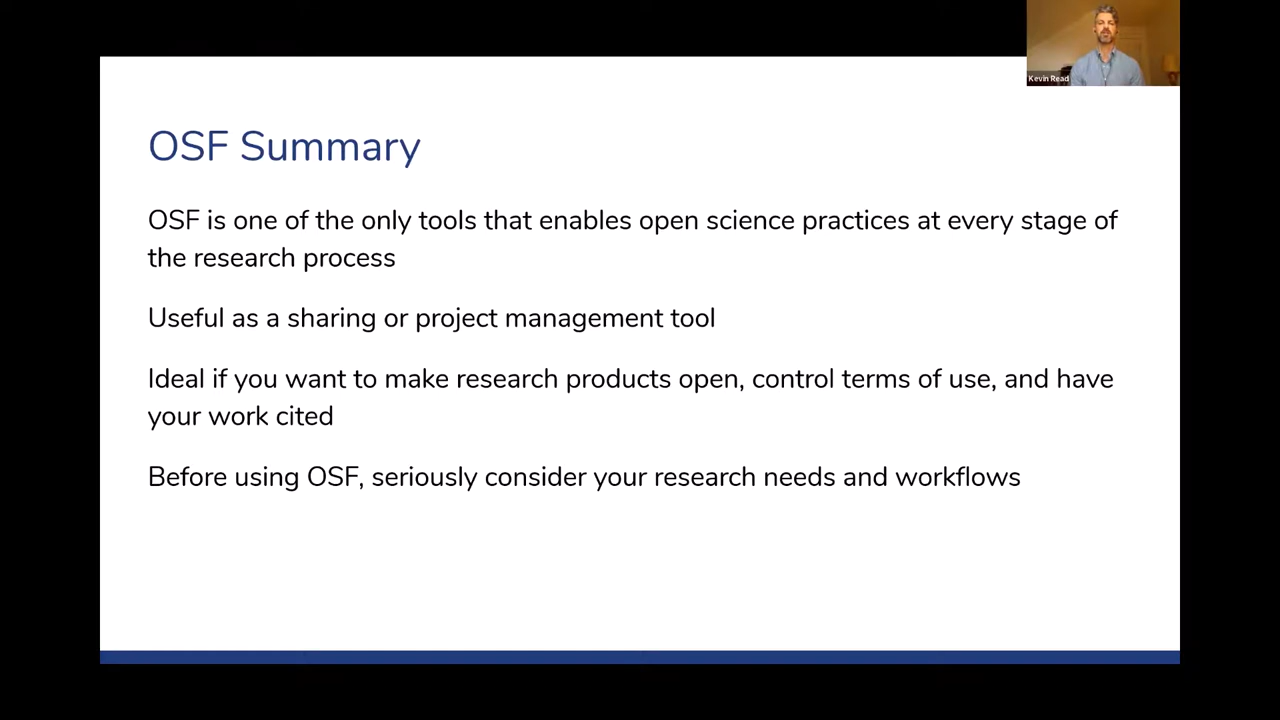 Kevin Read
OSF Summary
OSF is one of the only tools that enables open science practices at every stage of
the research process
Useful as a sharing or project management tool
Ideal if you want to make research products open, control terms of use, and have
your work cited
Before using OSF, seriously consider your research needs and workflows